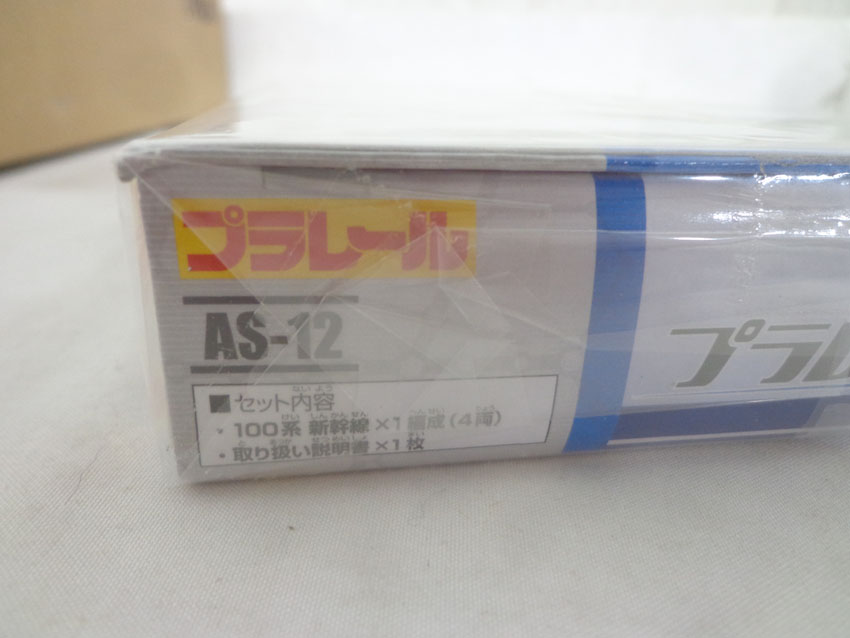 プラレール
AS-12
■セット内容
・100系 新幹線×1編成(4両)
・取り扱い説明書×1枚
プラレ